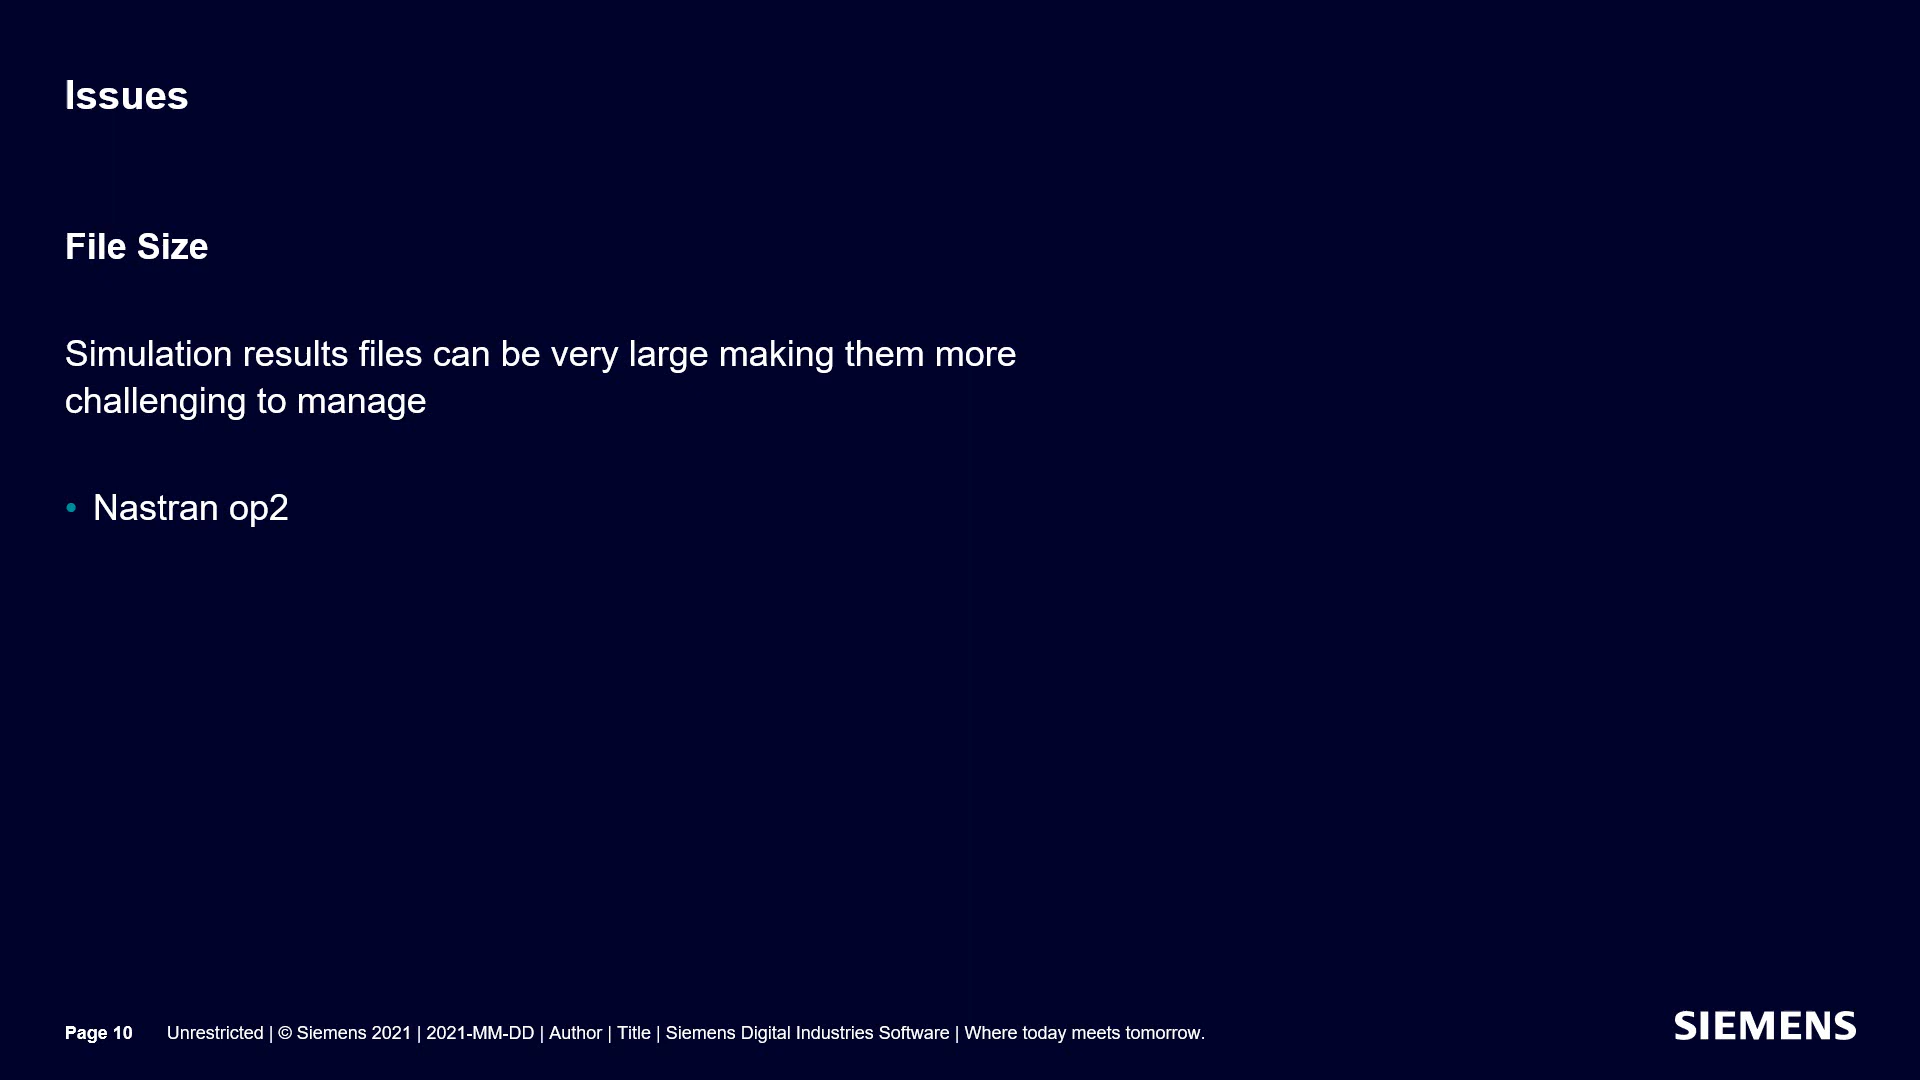 Issues
File Size
Simulation results files can be very large making them more
challenging to manage
• Nastran op2
Page 10 Unrestricted | © Siemens 2021 | 2021-MM-DD | Author | Title | Siemens Digital Industries Software | Where today meets tomorrow.
SIEMENS